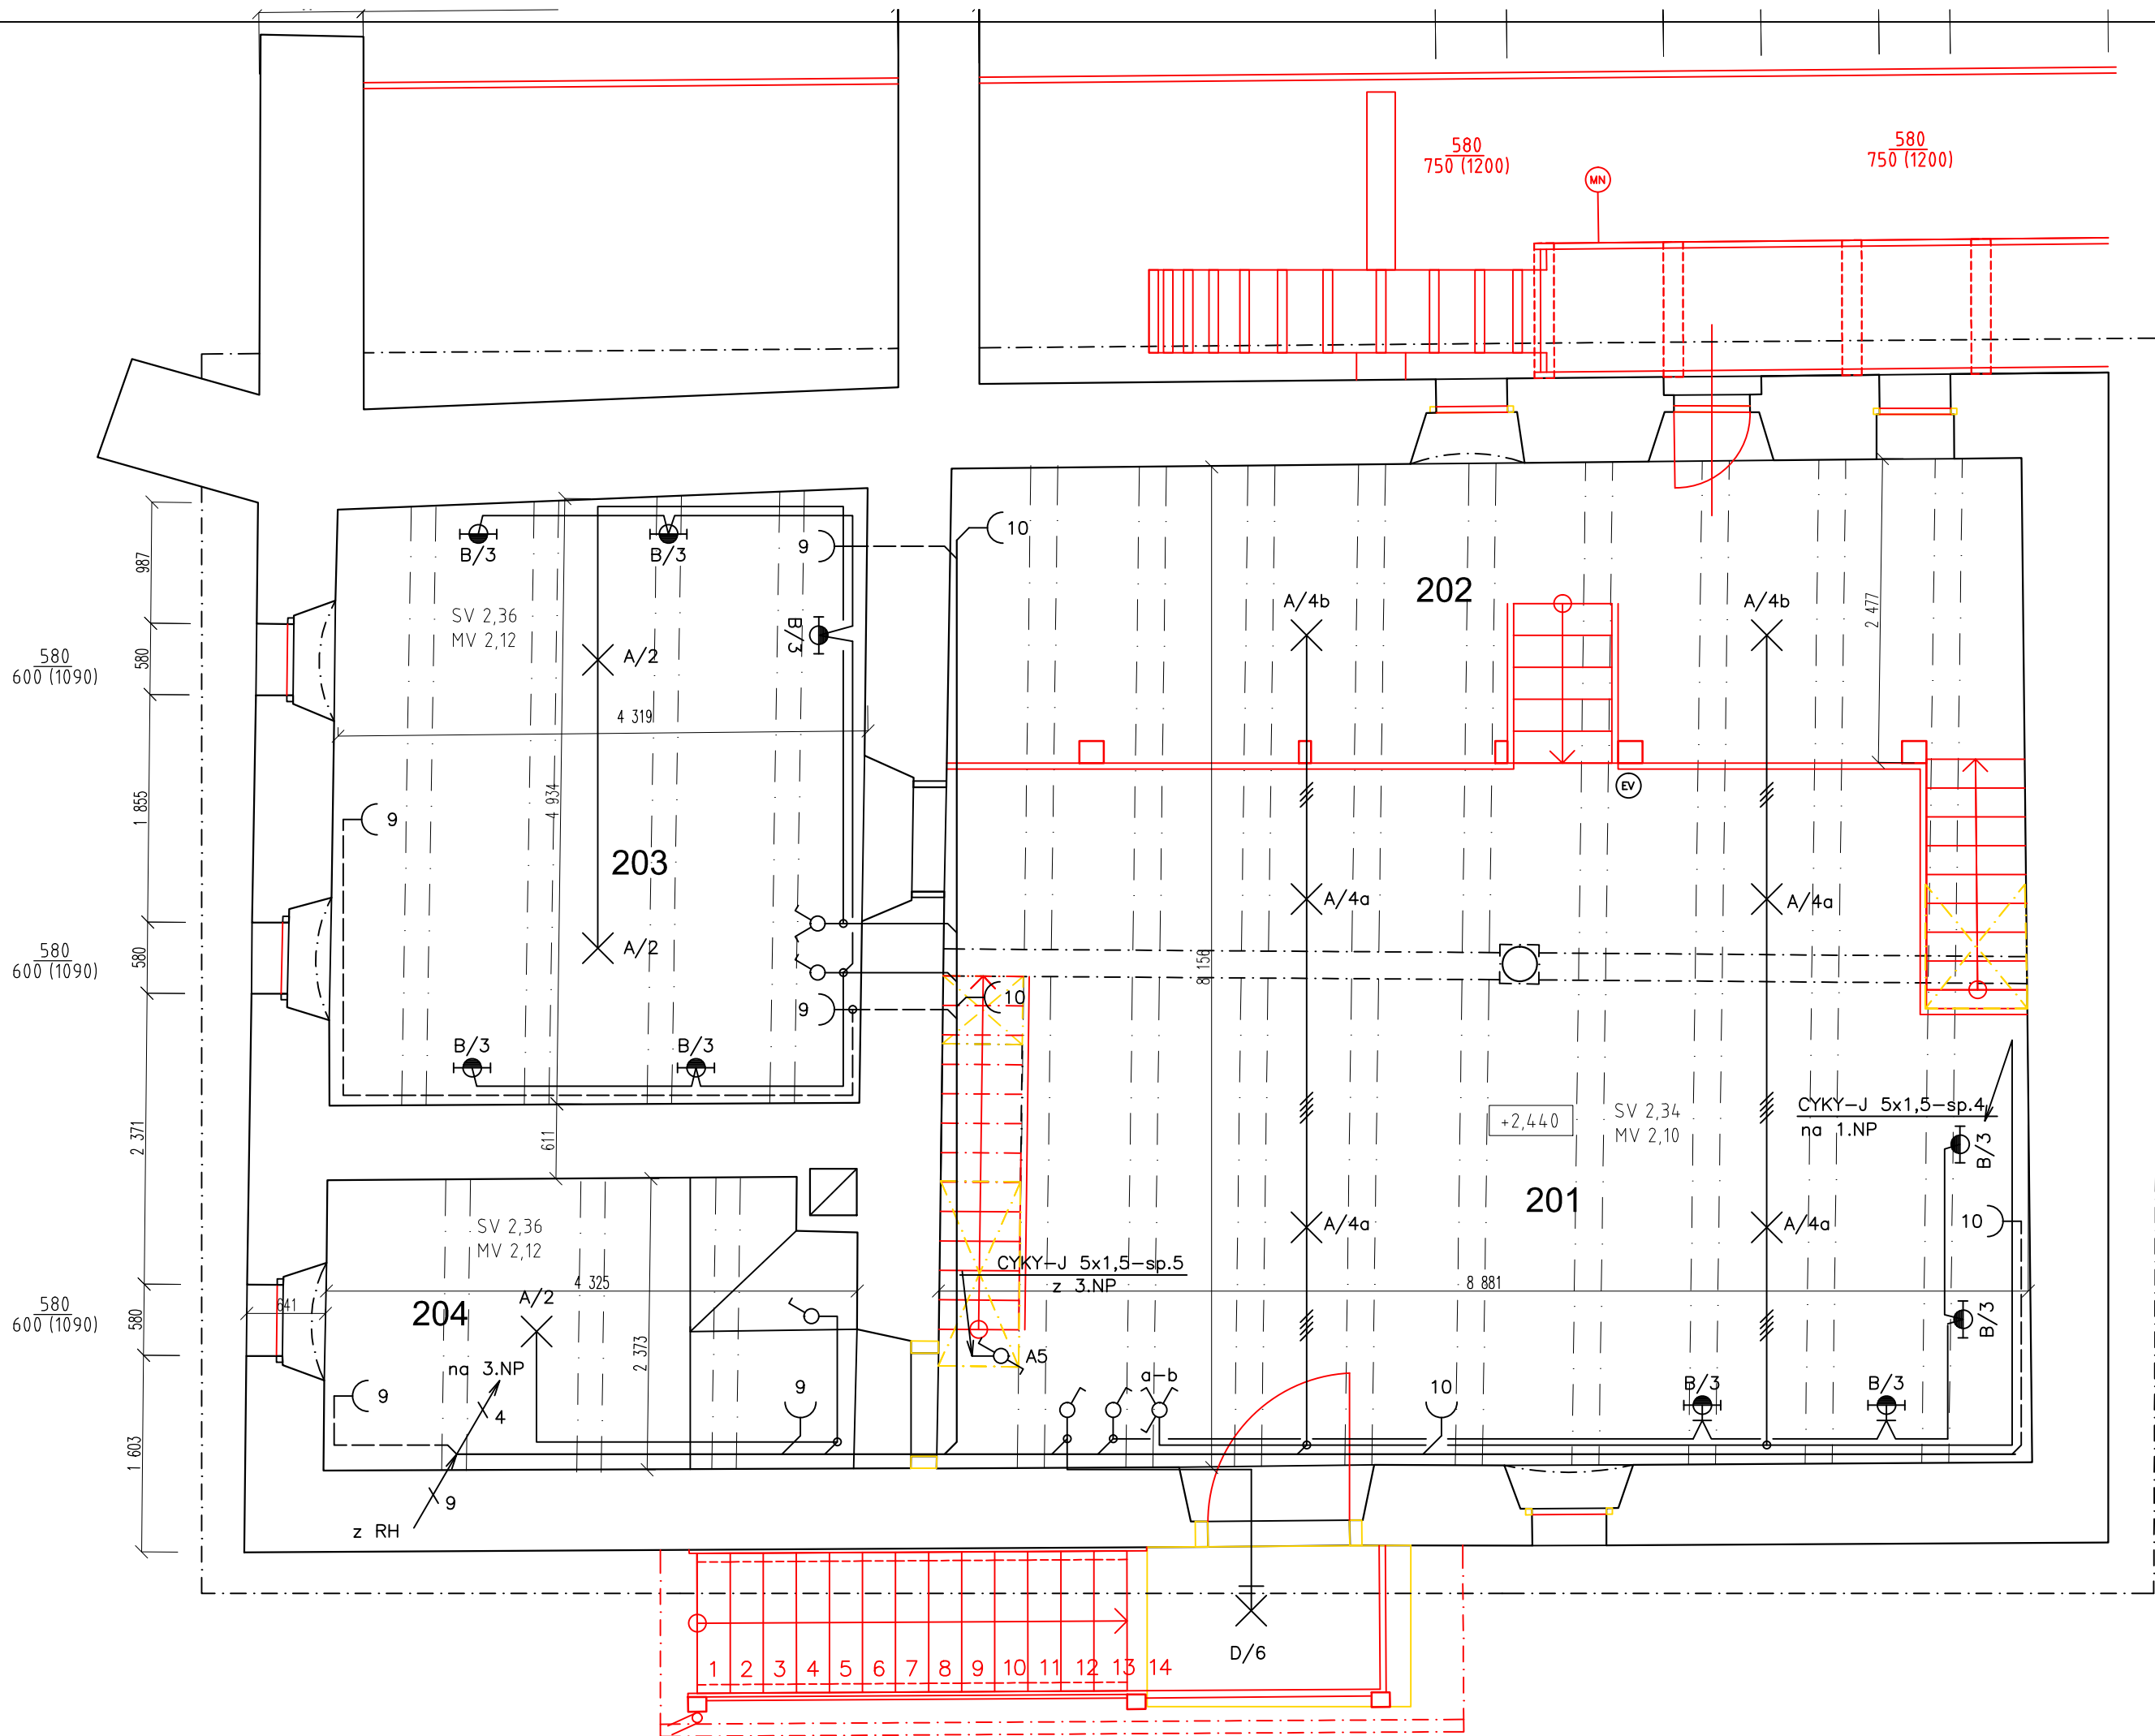 580
750 (1200)
580
750 (1200)
MN
10
9
B/3
B/3
987
202
A/4b
A/4b
SV 2,36
MV 2,12
B/3
2 477
580
600 (1090)
580
A/2
4 319
EV
4 934
1 855
9
203
A/4a
A/4a
580
600 (1090)
580
A/2
8 156
9
10
B/3
B/3
2 371
611
+2,440
SV 2,34
MV 2,10
CYKY-J 5x1,5-sp.4
na 1.NP
B/3
201
SV 2,36
MV 2,12
A/4a
A/4a
10
CYKY-J 5x1,5-sp.5
z 3.NP
4 325
8 881
641
580
600 (1090)
580
204
A/2
B/3
2 373
A5
na 3.NP
9
4
9
a-b
10
B/3
B/3
1 603
9
z RH
D/6
1 2 3 4 5 6 7 8 9 10 11 12 13 14